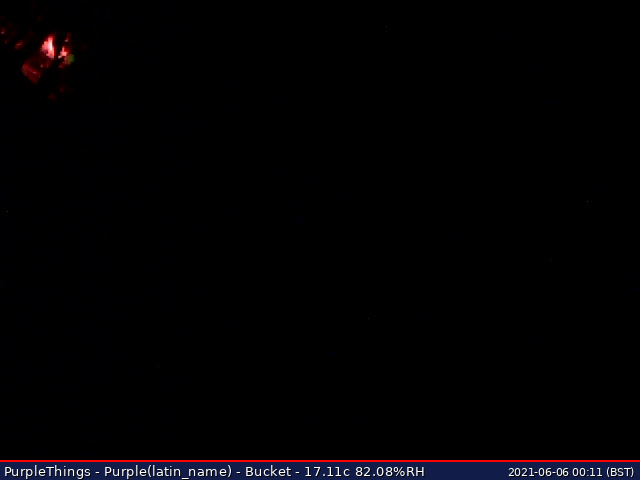 PurpleThings - Purple(latin_name) - Bucket - 17.11c 82.08%RH 2021-06-06 00:11 (BST)